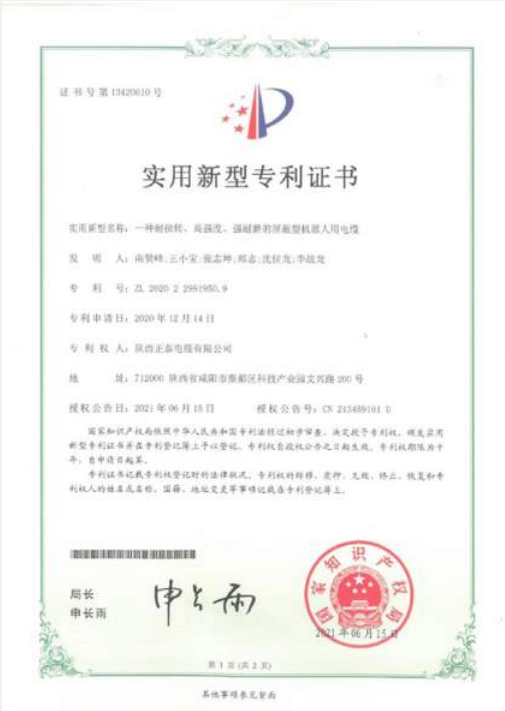 证书号第13420610号
实用新型专利证书
实用新型名称：一种耐扭转、高强度、强耐磨的屏蔽型机器人用电缆
发 明 人：南赞峰;王小宝;张志坤;郑志;沈仪龙;李战龙
专 利 号：ZL 2020 2 2991950.9
专利申请日：2020年12月14日
专 利 权 人：陕西正泰电缆有限公司
地 址：712000 陕西省咸阳市秦都区科技产业园文兴路200号
授权公告日：2021年06月15日 授权公告号：CN 213459161 U
国家知识产权局依照中华人民共和国专利法经过初步审查，决定授予专利权，颁发实用
新型专利证书并在专利登记簿上予以登记。专利权自授权公告之日起生效。专利权期限为十
年，自申请日起算。
专利证书记载专利权登记时的法律状况。专利权的转移、质押、无效、终止、恢复和专
利权人的姓名或名称、国籍、地址变更等事项记载在专利登记簿上。
局长
申长雨
申长雨
国家知识产权局
2021年06月15日
第 1 页 (共 2 页)
其他事项参见背面